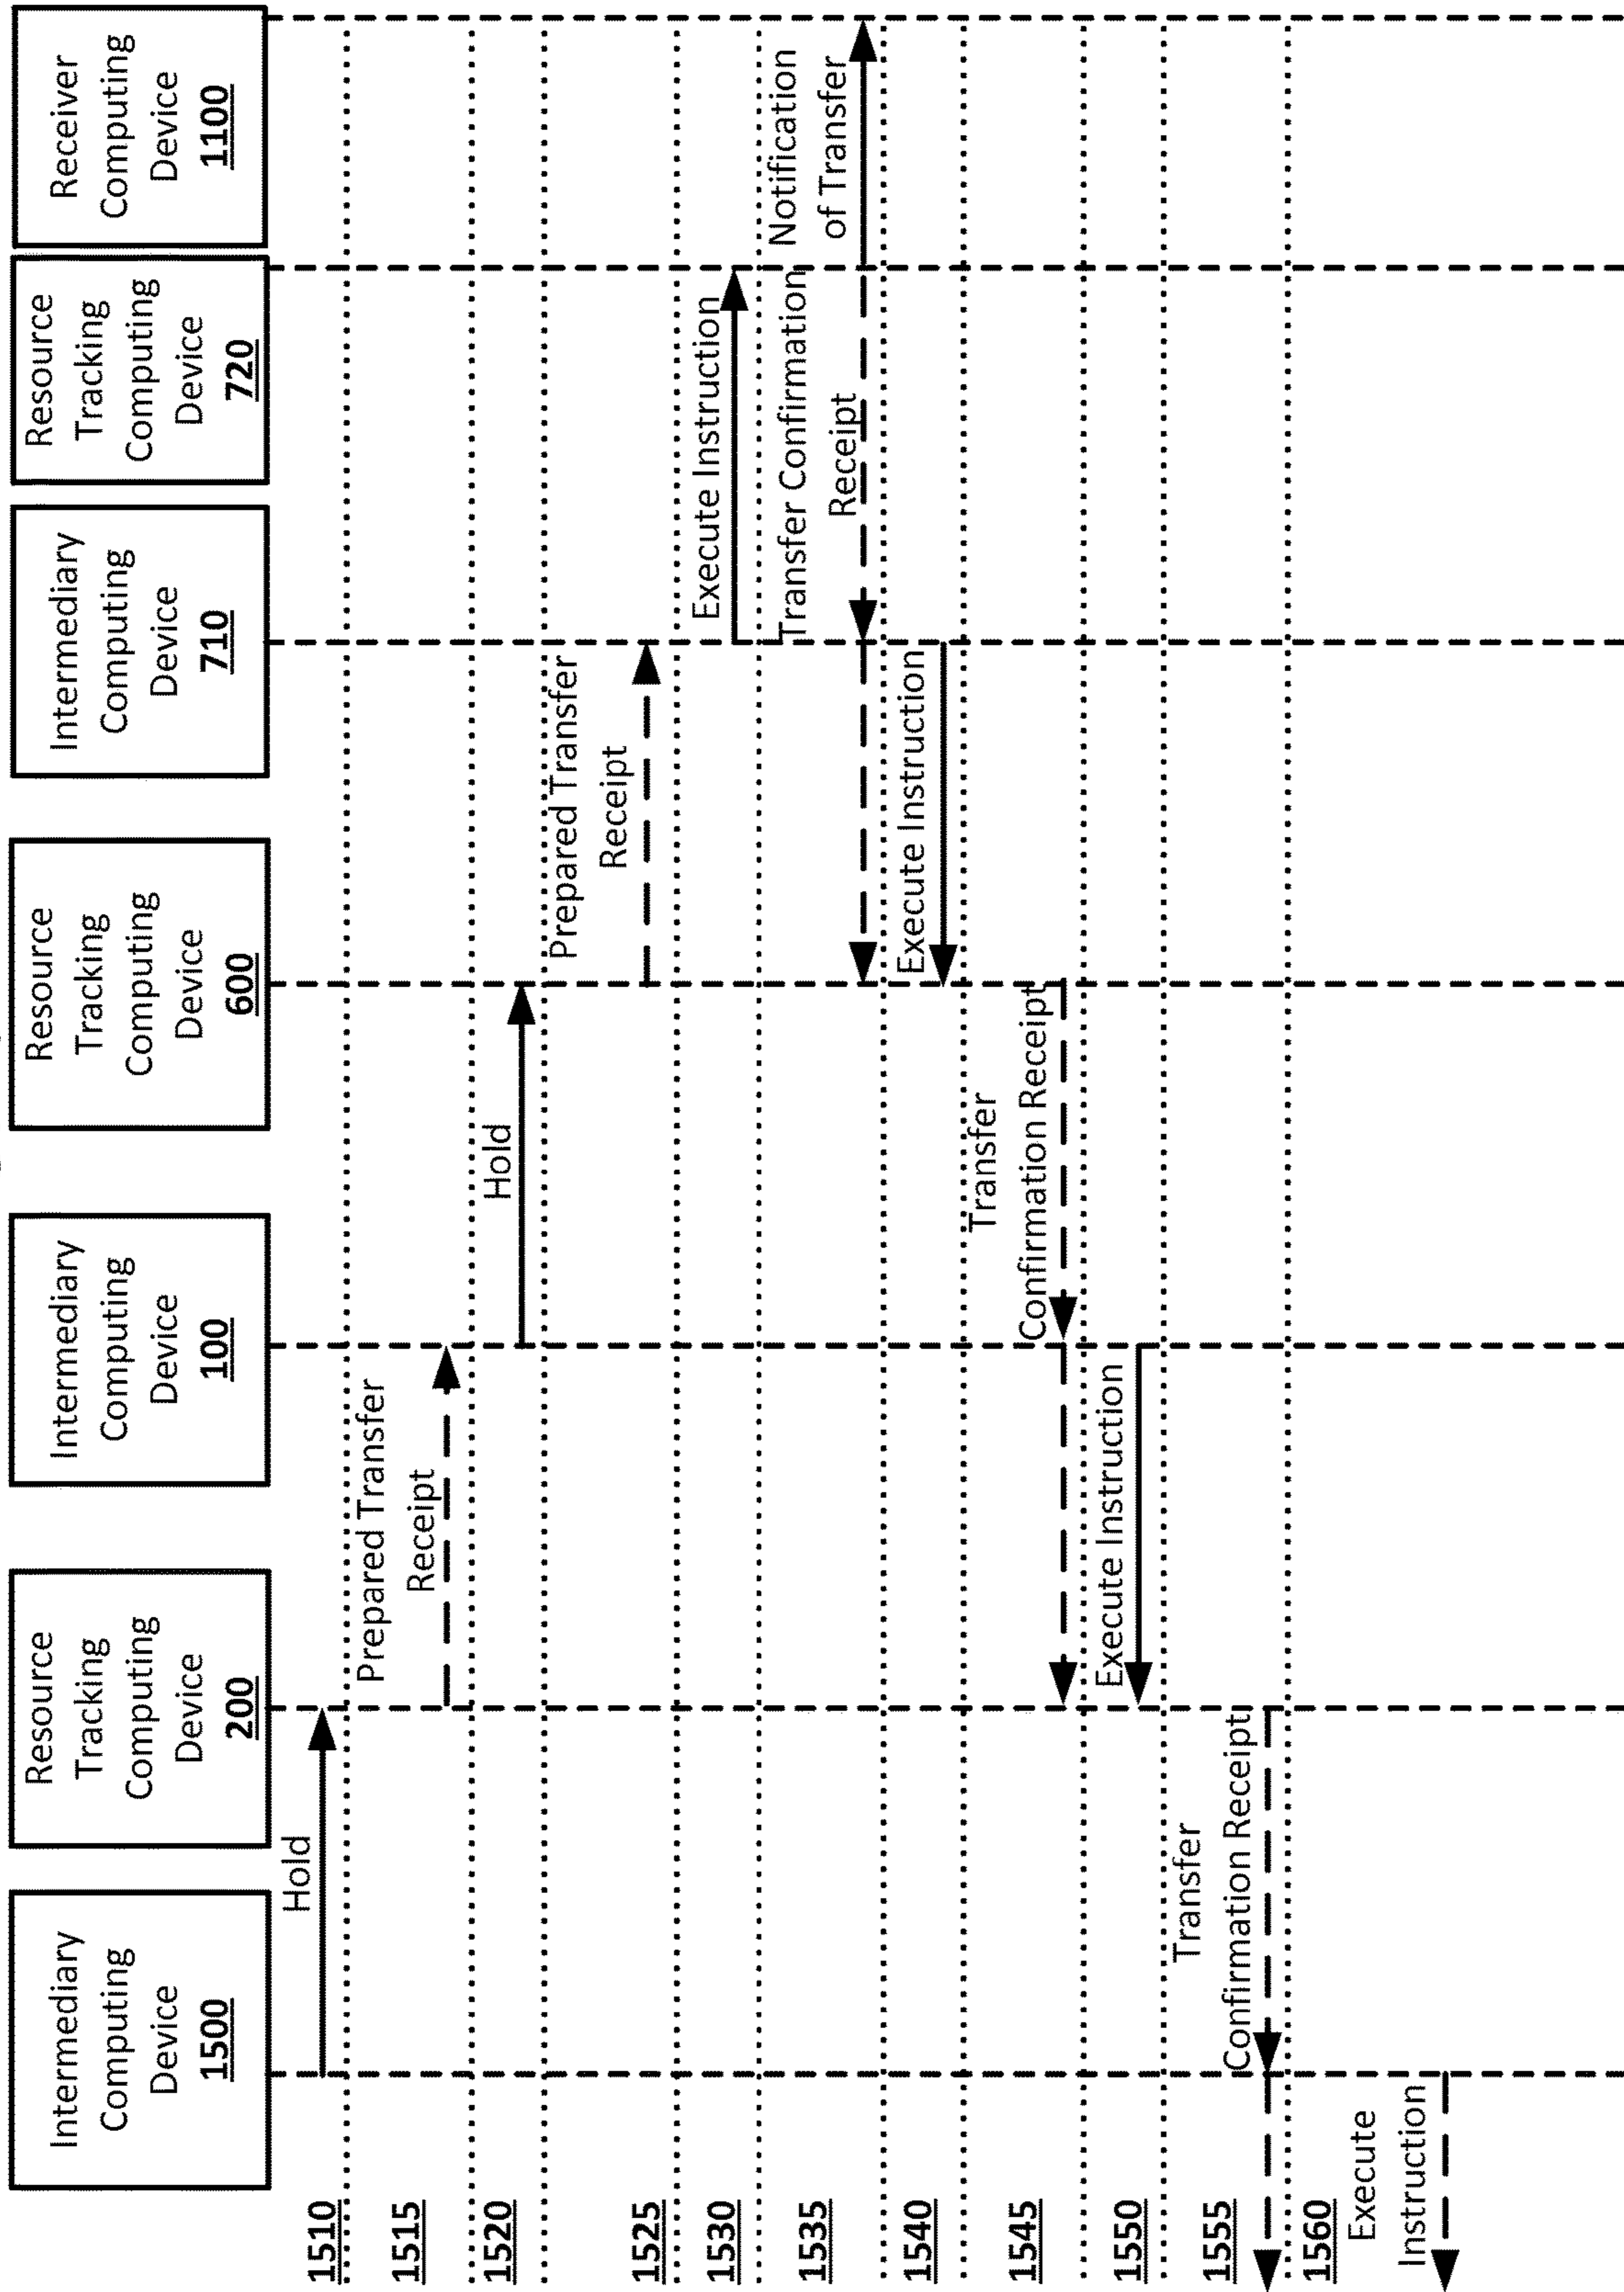 Intermediary
Computing
Device
1500
Resource
Tracking
Computing
Device
200
Intermediary
Computing
Device
100
Resource
Tracking
Computing
Device
600
Intermediary
Computing
Device
710
Resource
Tracking
Computing
Device
720
Receiver
Computing
Device
1100
1510
Hold
1515
Prepared Transfer
Receipt
1520
Hold
1525
Prepared Transfer
Receipt
1530
Execute Instruction
1535
Transfer Confirmation
Receipt
Notification
of Transfer
1540
Execute Instruction
1545
Transfer
Confirmation Receipt
1550
Execute Instruction
1555
Transfer
Confirmation Receipt
1560
Execute
Instruction